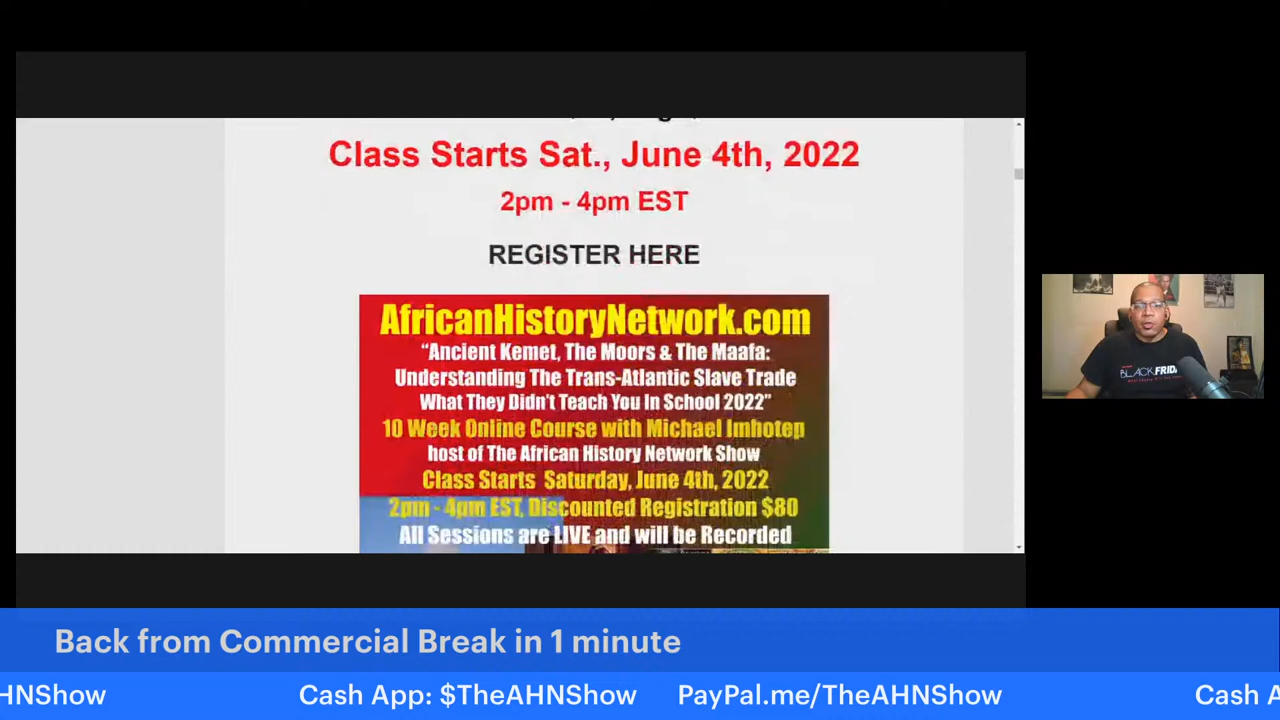 Class Starts Sat., June 4th, 2022
2pm - 4pm EST
REGISTER HERE
AfricanHistoryNetwork.com
“Ancient Kemet, The Moors & The Maafa:
Understanding The Trans-Atlantic Slave Trade
What They Didn't Teach You In School 2022”
10 Week Online Course with Michael Imhotep
host of The African History Network Show
Class Starts Saturday, June 4th, 2022
2pm - 4pm EST, Discounted Registration $80
All Sessions are LIVE and will be Recorded
BLACK FRID
Back from Commercial Break in 1 minute
HNShow Cash App: $TheAHNShow PayPal.me/TheAHNShow Cash A